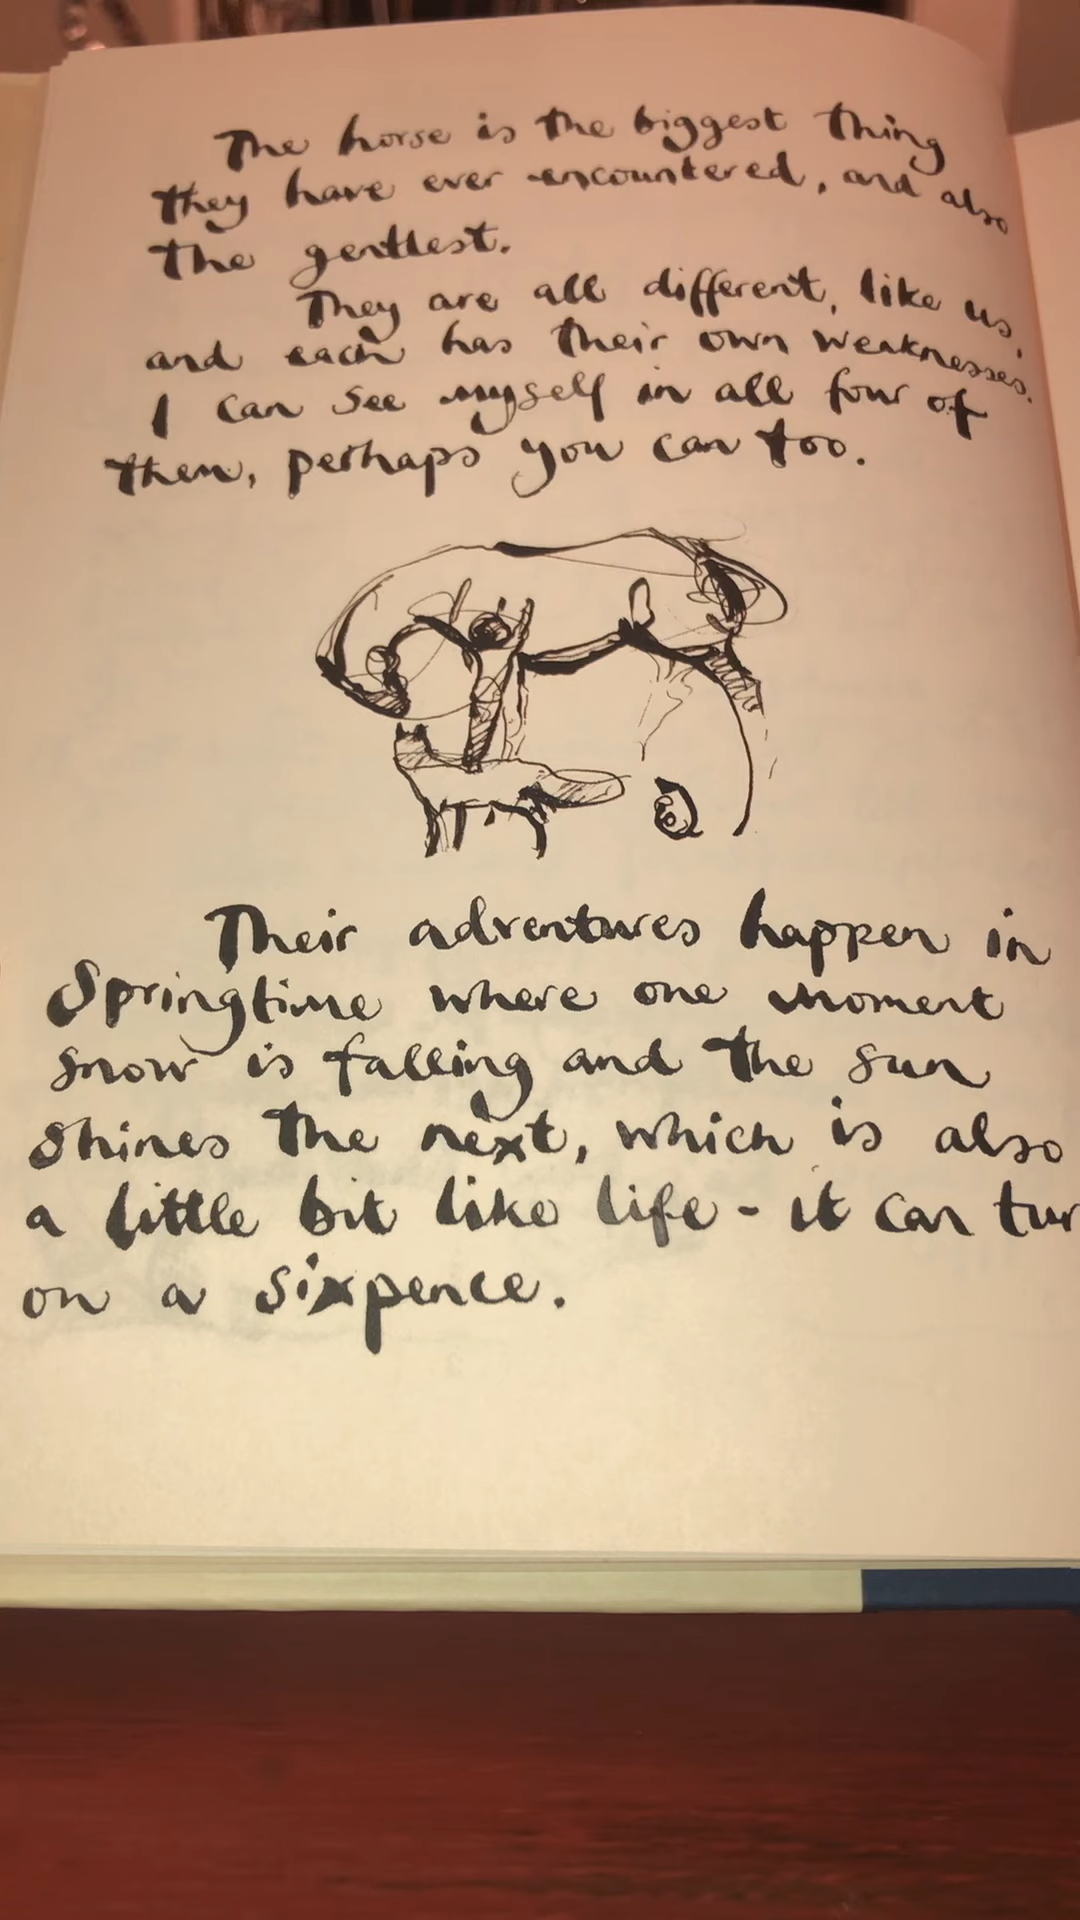 The horse is the biggest thing
they have ever encountered, and also
the gentlest.
They are all different, like us,
and each has their own weaknesses.
I can see myself in all four of
them, perhaps you can too.
Their adventures happen in
Springtime where one moment
snow is falling and the sun
shines the next, which is also
a little bit like life - it can tur
on a sixpence.